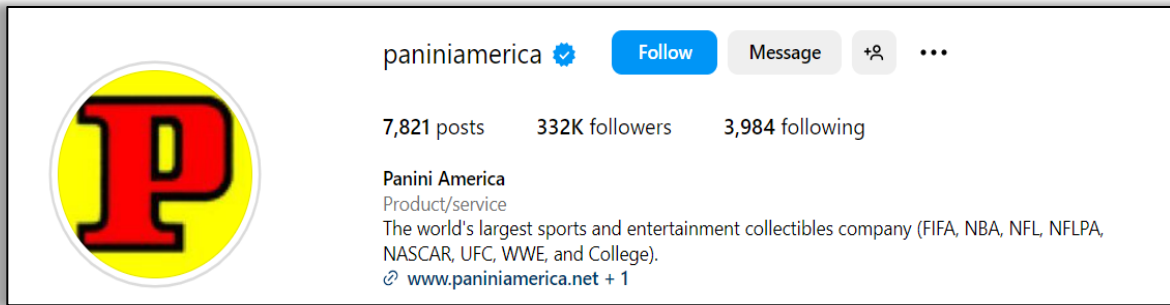 P
paniniamerica
Follow
Message
7,821 posts
332K followers
3,984 following
Panini America
Product/service
The world's largest sports and entertainment collectibles company (FIFA, NBA, NFL, NFLPA,
NASCAR, UFC, WWE, and College).
www.paniniamerica.net + 1